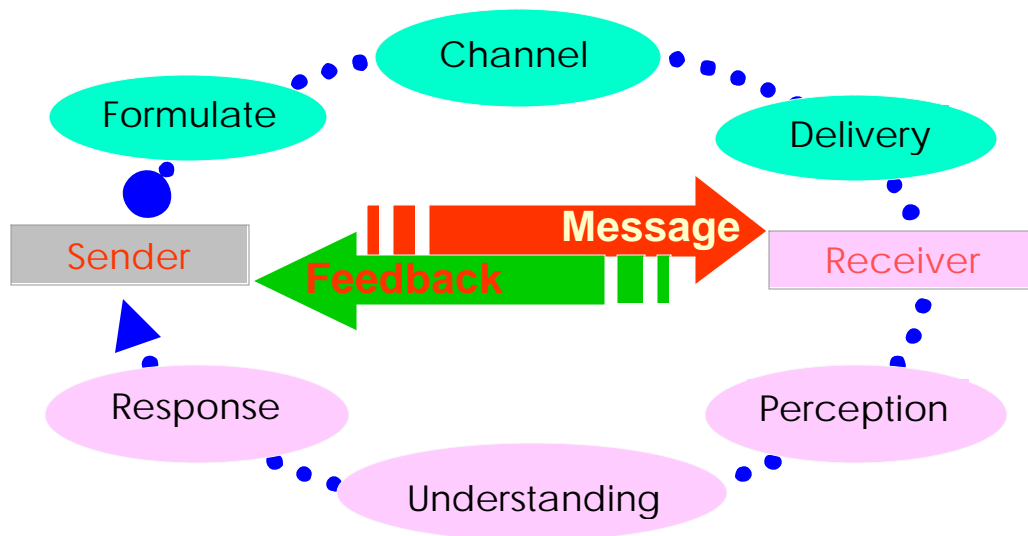 Channel
Formulate
Delivery
Message
Sender
Receiver
Feedback
Response
Perception
Understanding